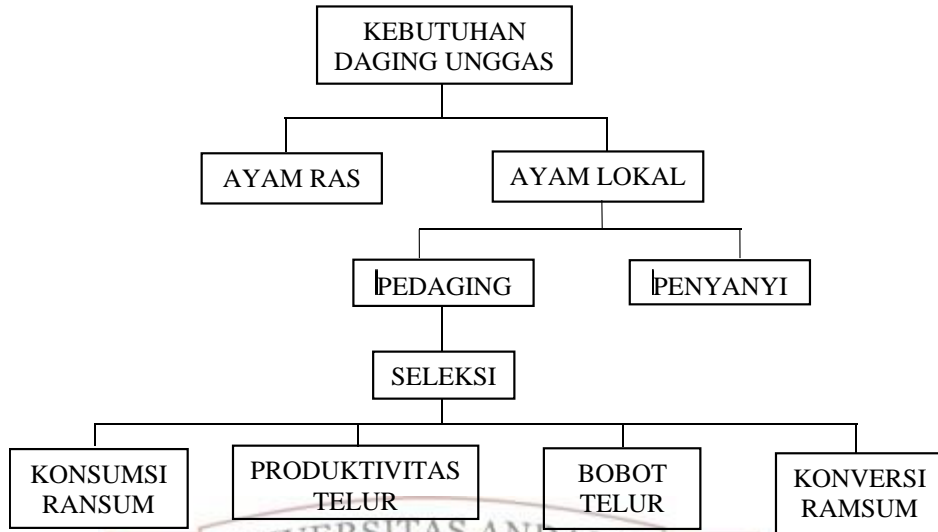 KEBUTUHAN
DAGING UNGGAS
AYAM RAS
AYAM LOKAL
PEDAGING
PENYANYI
SELEKSI
KONSUMSI
RANSUM
PRODUKTIVITAS
TELUR
BOBOT
TELUR
KONVERSI
RAMSUM